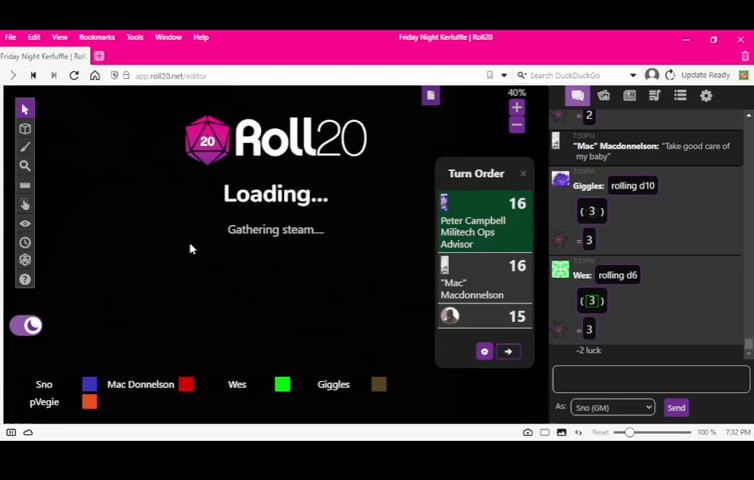 File Edit View Bookmarks Tools Window Help
Friday Night Kerfuffle | Roll20
Friday Night Kerfuffle | Roll
app.roll20.net/editor
Search DuckDuckGo
Update Ready
40%
20
Roll20
Loading...
Gathering steam....
Turn Order
16
Peter Campbell
Militech Ops
Advisor
16
"Mac"
Macdonnelson
15
= 2
7:30PM
"Mac" Macdonnelson: "Take good care of
my baby"
7:30PM
Giggles: rolling d10
( 3 )
= 3
7:31PM
Wes: rolling d6
( 3 )
= 3
-2 luck
As: Sno (GM)
Send
Sno
Mac Donnelson
Wes
Giggles
pVegie
Reset
100 %
7:32 PM